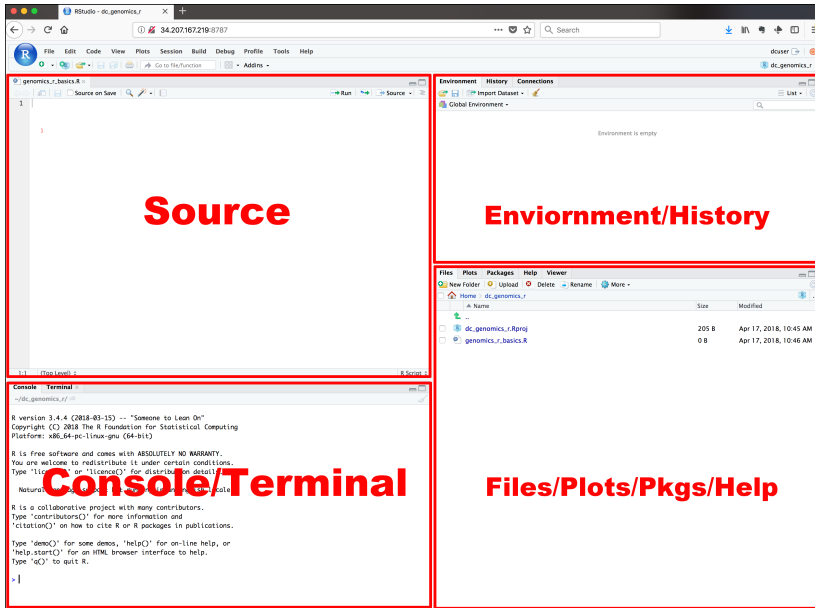 RStudio - dc_genomics_r
34.207.167.219:8787
Search
File Edit Code View Plots Session Build Debug Profile Tools Help
dcuser
Go to file/function
Addins
dc_genomics_r
genomics_r_basics.R
Source on Save
Run
Source
1
Source
1:1
(Top Level)
R Script
Environment History Connections
Import Dataset
List
Global Environment
Environment is empty
Enviornment/History
Console Terminal
~/dc_genomics_r/
R version 3.4.4 (2018-03-15) -- "Someone to Lean On"
Copyright (C) 2018 The R Foundation for Statistical Computing
Platform: x86_64-pc-linux-gnu (64-bit)
R is free software and comes with ABSOLUTELY NO WARRANTY.
You are welcome to redistribute it under certain conditions.
Type 'license()' or 'licence()' for distribution details.
Console/Terminal
Natural
R is a collaborative project with many contributors.
Type 'contributors()' for more information and
'citation()' on how to cite R or R packages in publications.
Type 'demo()' for some demos, 'help()' for on-line help, or
'help.start()' for an HTML browser interface to help.
Type 'q()' to quit R.
>
Files Plots Packages Help Viewer
New Folder Upload Delete Rename More
Home dc_genomics_r
Name Size Modified
..
dc_genomics_r.Rproj 205 B Apr 17, 2018, 10:45 AM
genomics_r_basics.R 0 B Apr 17, 2018, 10:46 AM
Files/Plots/Pkgs/Help